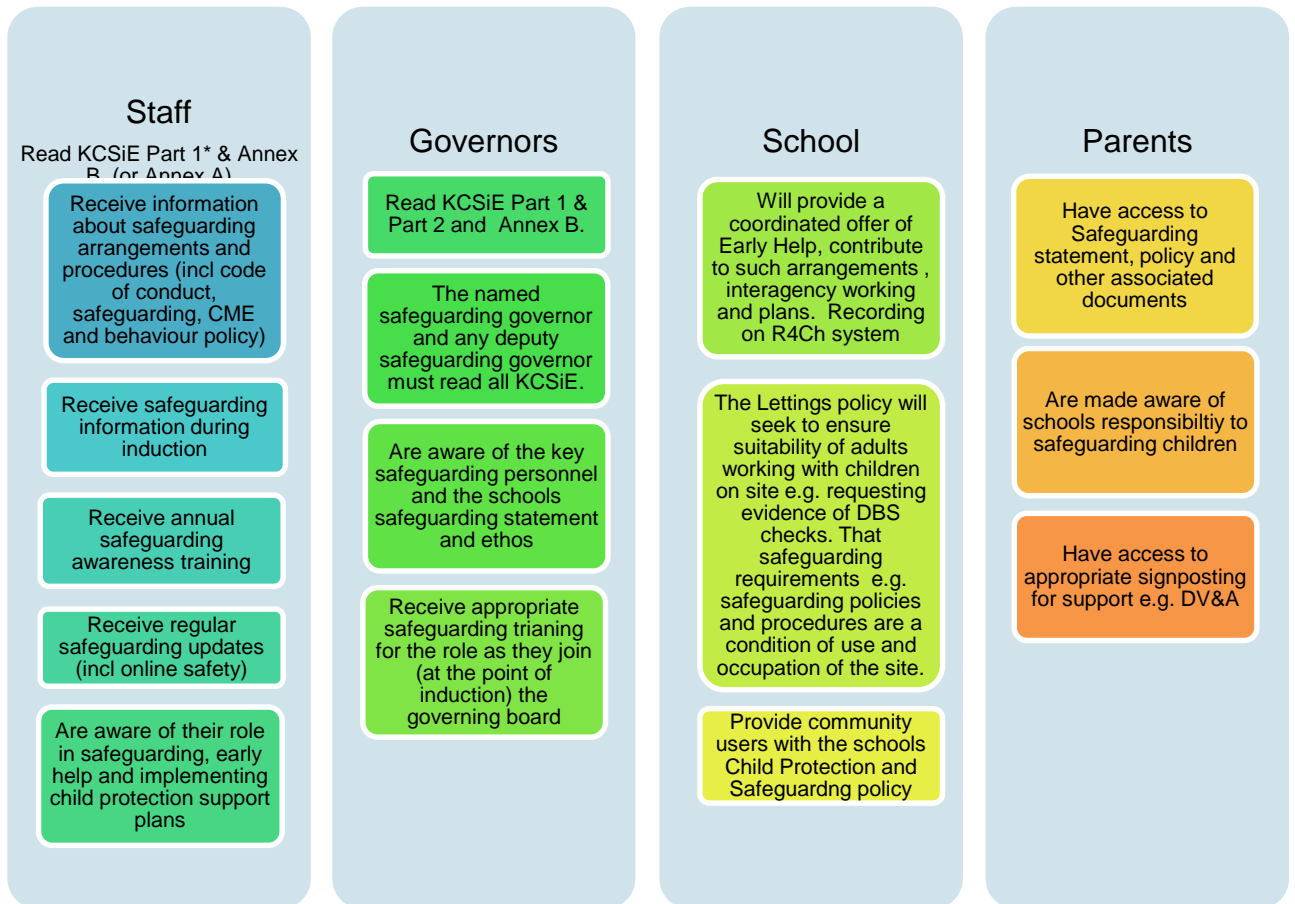 Staff
Read KCSiE Part 1* & Annex
B (or Annex A)
Receive information
about safeguarding
arrangements and
procedures (incl code
of conduct,
safeguarding, CME
and behaviour policy)
Receive safeguarding
information during
induction
Receive annual
safeguarding
awareness training
Receive regular
safeguarding updates
(incl online safety)
Are aware of their role
in safeguarding, early
help and implementing
child protection support
plans
Governors
Read KCSiE Part 1 &
Part 2 and Annex B.
The named
safeguarding governor
and any deputy
safeguarding governor
must read all KCSiE.
Are aware of the key
safeguarding personnel
and the schools
safeguarding statement
and ethos
Receive appropriate
safeguarding trianing
for the role as they join
(at the point of
induction) the
governing board
School
Will provide a
coordinated offer of
Early Help, contribute
to such arrangements ,
interagency working
and plans. Recording
on R4Ch system
The Lettings policy will
seek to ensure
suitability of adults
working with children
on site e.g. requesting
evidence of DBS
checks. That
safeguarding
requirements e.g.
safeguarding policies
and procedures are a
condition of use and
occupation of the site.
Provide community
users with the schools
Child Protection and
Safeguardng policy
Parents
Have access to
Safeguarding
statement, policy and
other associated
documents
Are made aware of
schools responsibiltiy to
safeguarding children
Have access to
appropriate signposting
for support e.g. DV&A